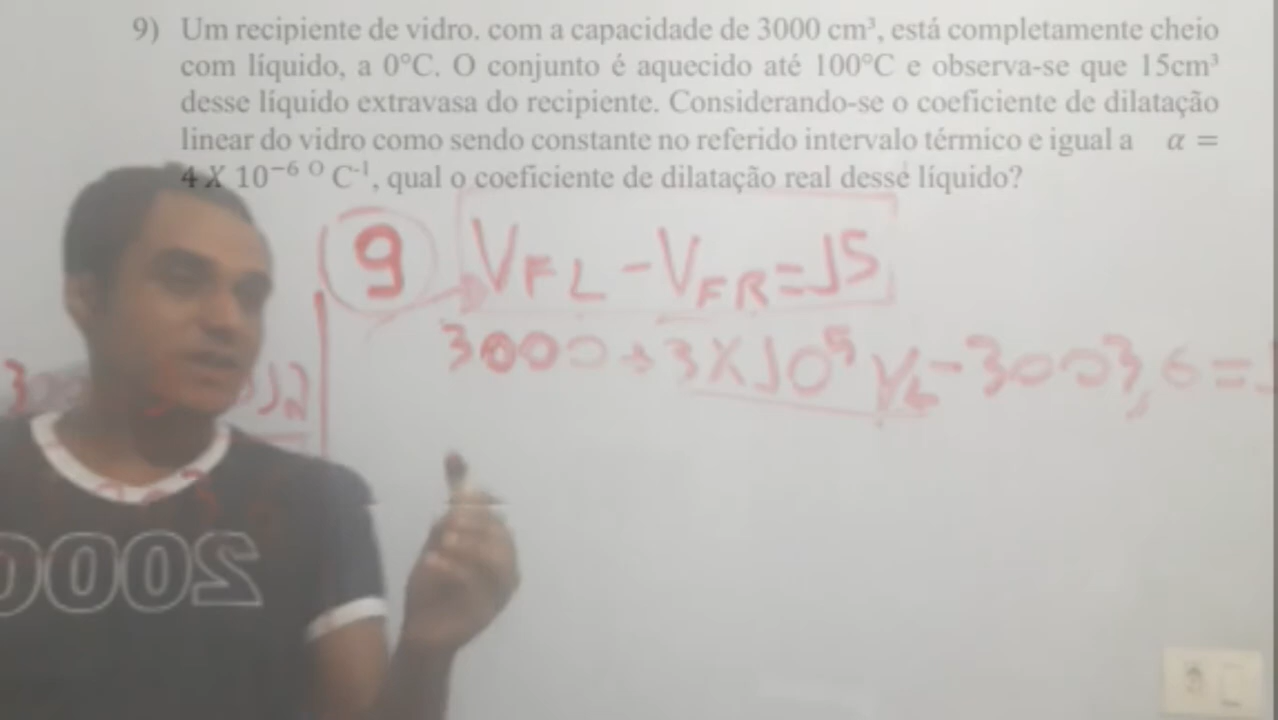 9) Um recipiente de vidro. com a capacidade de 3000 cm³, está completamente cheio
com líquido, a 0°C. O conjunto é aquecido até 100°C e observa-se que 15cm³
desse líquido extravasa do recipiente. Considerando-se o coeficiente de dilatação
linear do vidro como sendo constante no referido intervalo térmico e igual a α =
4 X 10⁻⁶ ᴼ C⁻¹, qual o coeficiente de dilatação real desse líquido?
9 VFL - VFR = 15
3000 + 3X10⁵ γL - 3003,6 =
2000